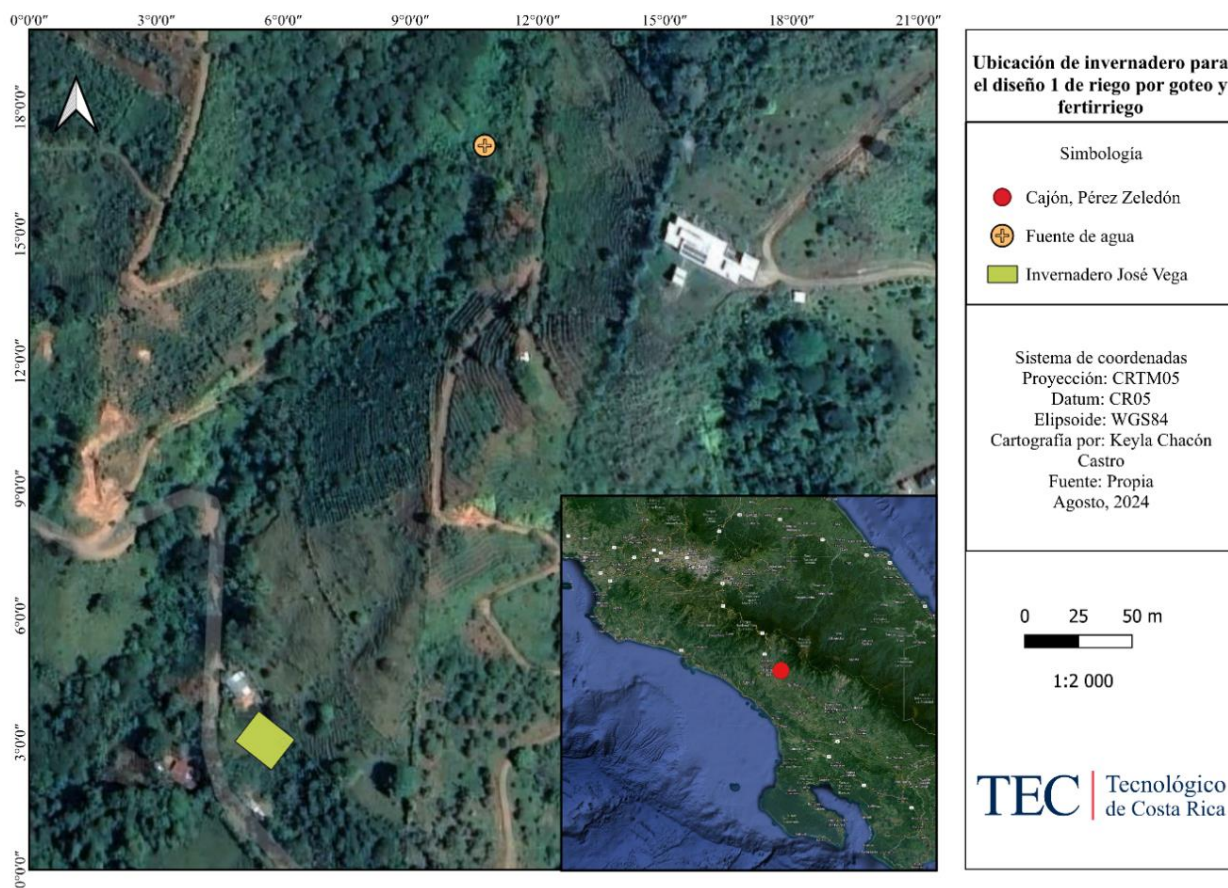 0°0'0" 3°0'0" 6°0'0" 9°0'0" 12°0'0" 15°0'0" 18°0'0" 21°0'0"
18°0'0"
15°0'0"
12°0'0"
9°0'0"
6°0'0"
3°0'0"
0°0'0"
Ubicación de invernadero para
el diseño 1 de riego por goteo y
fertirriego
Simbología
Cajón, Pérez Zeledón
Fuente de agua
Invernadero José Vega
Sistema de coordenadas
Proyección: CRTM05
Datum: CR05
Elipsoide: WGS84
Cartografía por: Keyla Chacón
Castro
Fuente: Propia
Agosto, 2024
0 25 50 m
1:2 000
TEC Tecnológico
de Costa Rica